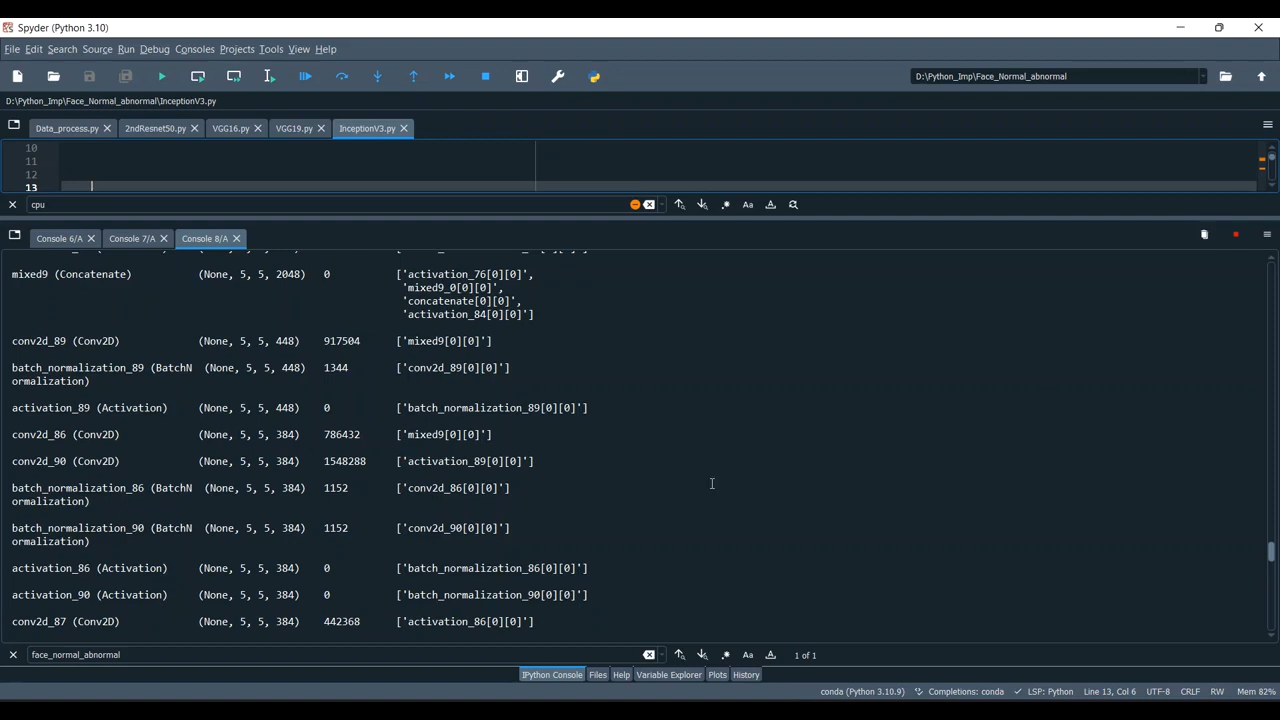 Spyder (Python 3.10)
File Edit Search Source Run Debug Consoles Projects Tools View Help
D:\Python_Imp\Face_Normal_abnormal
D:\Python_Imp\Face_Normal_abnormal\InceptionV3.py
Data_process.py 2ndResnet50.py VGG16.py VGG19.py InceptionV3.py
10
11
12
13
cpu Aa
Console 6/A Console 7/A Console 8/A
mixed9 (Concatenate) (None, 5, 5, 2048) 0 ['activation_76[0][0]',
'mixed9_0[0][0]',
'concatenate[0][0]',
'activation_84[0][0]']
conv2d_89 (Conv2D) (None, 5, 5, 448) 917504 ['mixed9[0][0]']
batch_normalization_89 (BatchN (None, 5, 5, 448) 1344 ['conv2d_89[0][0]']
ormalization)
activation_89 (Activation) (None, 5, 5, 448) 0 ['batch_normalization_89[0][0]']
conv2d_86 (Conv2D) (None, 5, 5, 384) 786432 ['mixed9[0][0]']
conv2d_90 (Conv2D) (None, 5, 5, 384) 1548288 ['activation_89[0][0]']
batch_normalization_86 (BatchN (None, 5, 5, 384) 1152 ['conv2d_86[0][0]']
ormalization)
batch_normalization_90 (BatchN (None, 5, 5, 384) 1152 ['conv2d_90[0][0]']
ormalization)
activation_86 (Activation) (None, 5, 5, 384) 0 ['batch_normalization_86[0][0]']
activation_90 (Activation) (None, 5, 5, 384) 0 ['batch_normalization_90[0][0]']
conv2d_87 (Conv2D) (None, 5, 5, 384) 442368 ['activation_86[0][0]']
face_normal_abnormal Aa 1 of 1
IPython Console Files Help Variable Explorer Plots History
conda (Python 3.10.9) Completions: conda LSP: Python Line 13, Col 6 UTF-8 CRLF RW Mem 82%